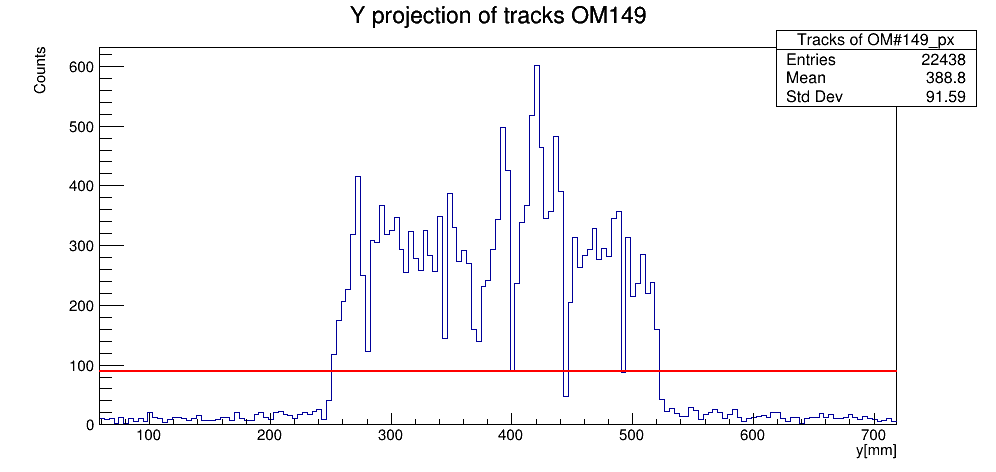 Y projection of tracks OM149
Counts
Tracks of OM#149_px
Entries 22438
Mean 388.8
Std Dev 91.59
600
500
400
300
200
100
0
100 200 300 400 500 600 700
y[mm]